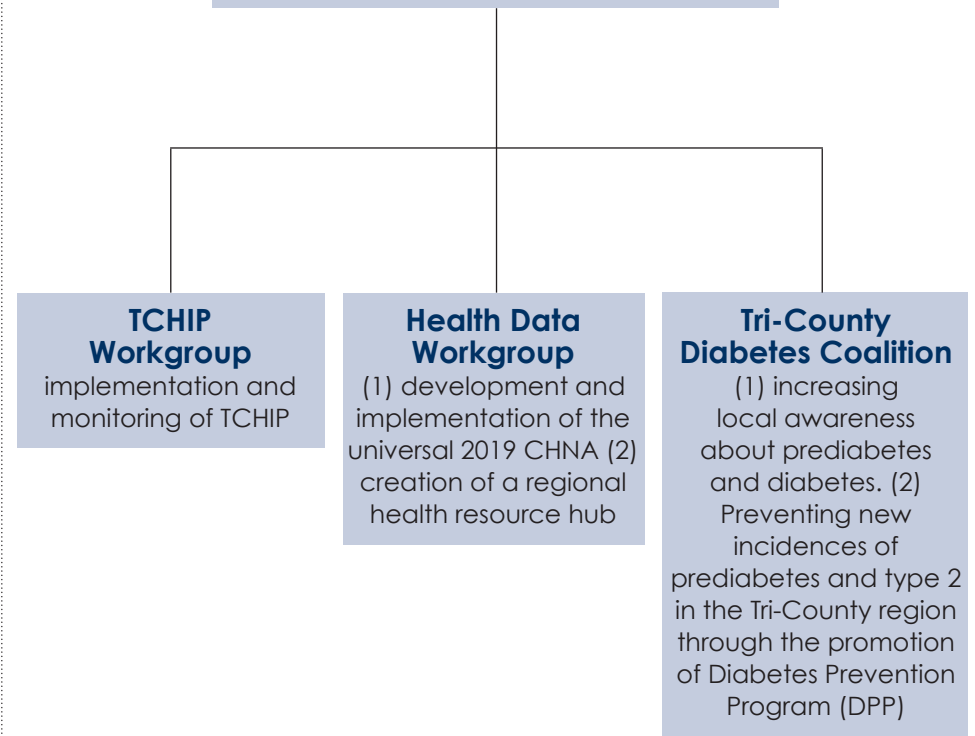 TCHIP
Workgroup
implementation and
monitoring of TCHIP
Health Data
Workgroup
(1) development and
implementation of the
universal 2019 CHNA (2)
creation of a regional
health resource hub
Tri-County
Diabetes Coalition
(1) increasing
local awareness
about prediabetes
and diabetes. (2)
Preventing new
incidences of
prediabetes and type 2
in the Tri-County region
through the promotion
of Diabetes Prevention
Program (DPP)